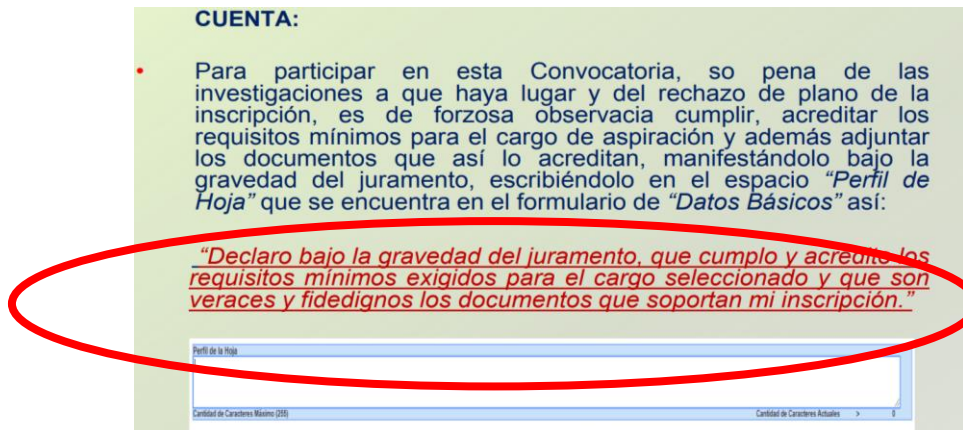 CUENTA:
• Para participar en esta Convocatoria, so pena de las
investigaciones a que haya lugar y del rechazo de plano de la
inscripción, es de forzosa observacia cumplir, acreditar los
requisitos mínimos para el cargo de aspiración y además adjuntar
los documentos que así lo acreditan, manifestándolo bajo la
gravedad del juramento, escribiéndolo en el espacio “Perfil de
Hoja” que se encuentra en el formulario de “Datos Básicos” así:
“Declaro bajo la gravedad del juramento, que cumplo y acredito los
requisitos mínimos exigidos para el cargo seleccionado y que son
veraces y fidedignos los documentos que soportan mi inscripción.”
Perfil de la Hoja
Cantidad de Caracteres Máximo (255) Cantidad de Caracteres Actuales > 0